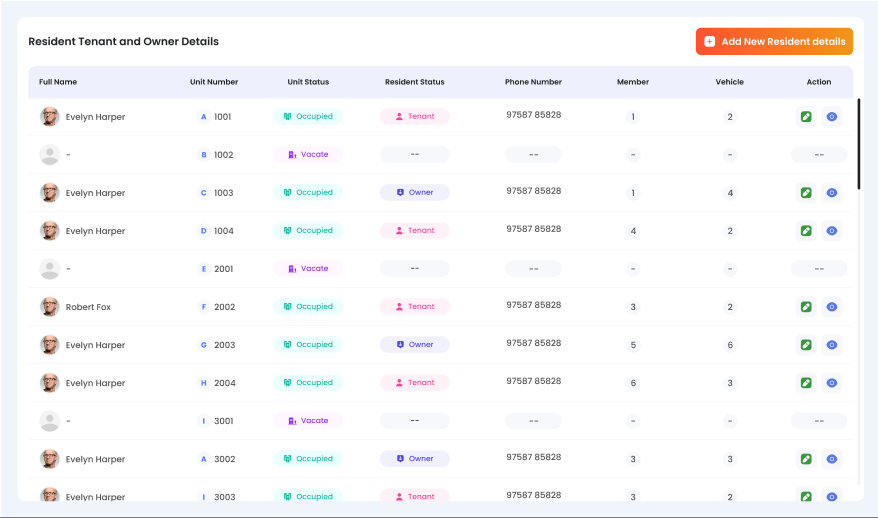 Resident Tenant and Owner Details
Add New Resident details
Full Name Unit Number Unit Status Resident Status Phone Number Member Vehicle Action
Evelyn Harper A 1001 Occupied Tenant 97587 85828 1 2
- B 1002 Vacate -- -- - - --
Evelyn Harper C 1003 Occupied Owner 97587 85828 1 4
Evelyn Harper D 1004 Occupied Tenant 97587 85828 4 2
- E 2001 Vacate -- -- - - --
Robert Fox F 2002 Occupied Tenant 97587 85828 3 2
Evelyn Harper G 2003 Occupied Owner 97587 85828 5 6
Evelyn Harper H 2004 Occupied Tenant 97587 85828 6 3
- I 3001 Vacate -- -- - - --
Evelyn Harper A 3002 Occupied Owner 97587 85828 3 3
Evelyn Harper I 3003 Occupied Tenant 97587 85828 3 2